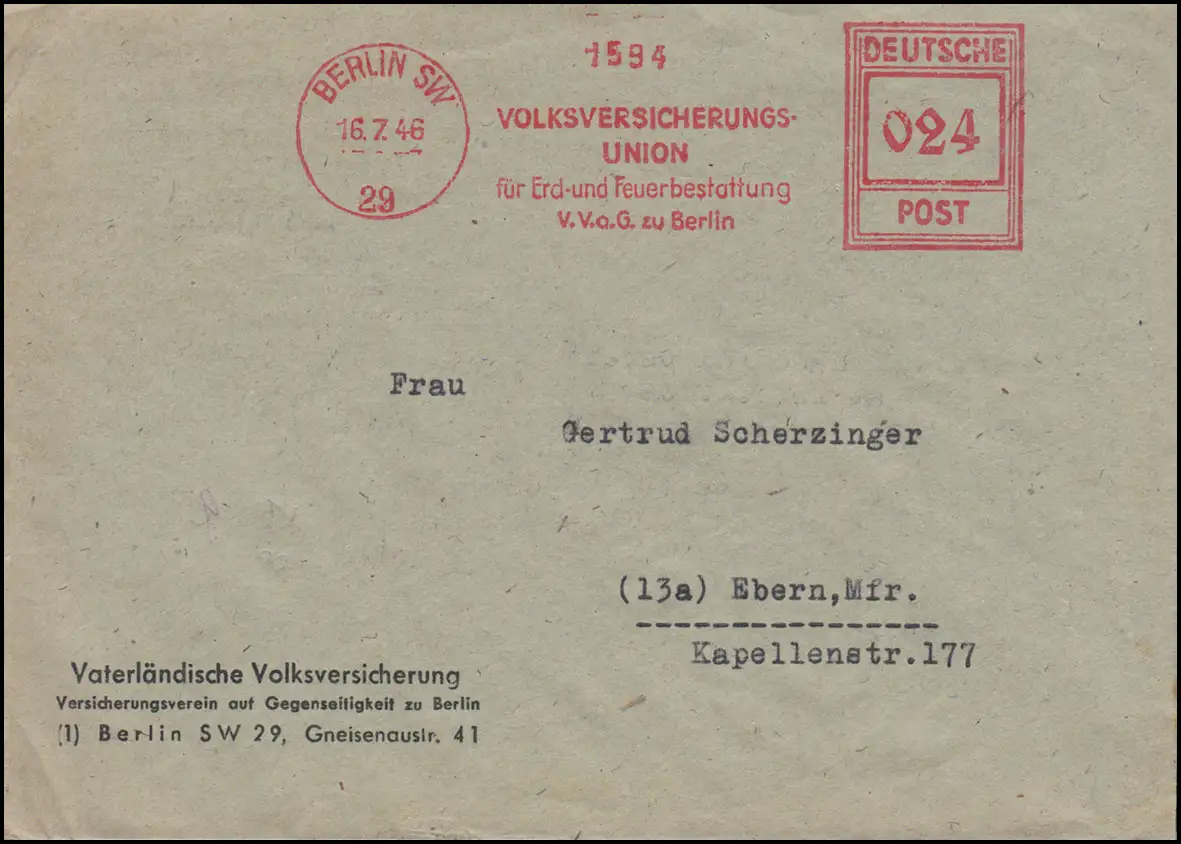 BERLIN SW
16.7.46
29
1594
VOLKSVERSICHERUNGS-
UNION
für Erd-und Feuerbestattung
V.V.a.G. zu Berlin
DEUTSCHE
024
POST
Frau
Gertrud Scherzinger
(13a) Ebern,Mfr.
Kapellenstr.177
Vaterländische Volksversicherung
Versicherungsverein auf Gegenseitigkeit zu Berlin
(1) Berlin SW 29, Gneisenaustr. 41